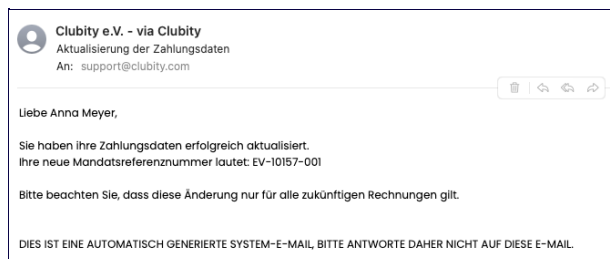 Clubity e.V. - via Clubity
Aktualisierung der Zahlungsdaten
An: support@clubity.com
Liebe Anna Meyer,
Sie haben ihre Zahlungsdaten erfolgreich aktualisiert.
Ihre neue Mandatsreferenznummer lautet: EV-10157-001
Bitte beachten Sie, dass diese Änderung nur für alle zukünftigen Rechnungen gilt.
DIES IST EINE AUTOMATISCH GENERIERTE SYSTEM-E-MAIL, BITTE ANTWORTE DAHER NICHT AUF DIESE E-MAIL.